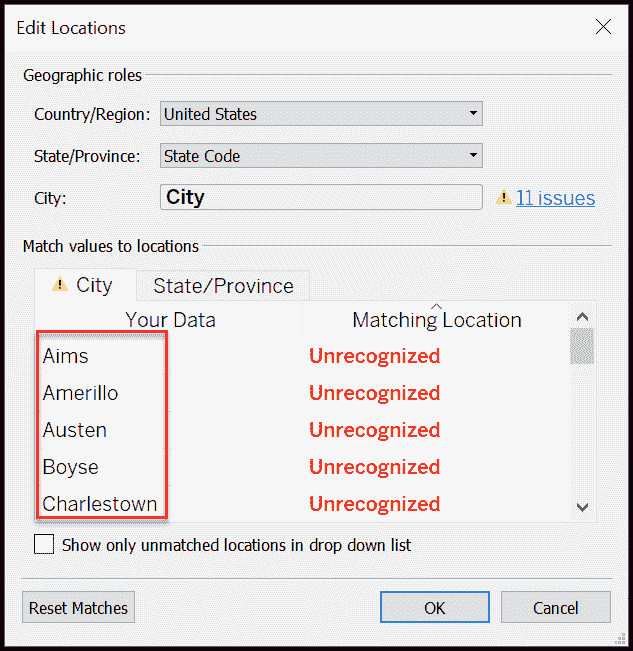 Edit Locations
Geographic roles
Country/Region: United States
State/Province: State Code
City: City 11 issues
Match values to locations
City State/Province
Your Data Matching Location
Aims Unrecognized
Amerillo Unrecognized
Austen Unrecognized
Boyse Unrecognized
Charlestown Unrecognized
Show only unmatched locations in drop down list
Reset Matches OK Cancel